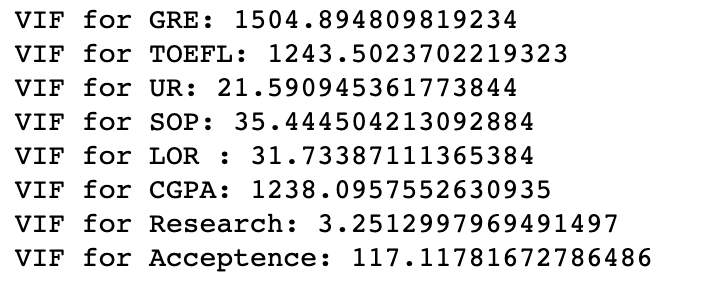 VIF for GRE: 1504.894809819234
VIF for TOEFL: 1243.5023702219323
VIF for UR: 21.590945361773844
VIF for SOP: 35.444504213092884
VIF for LOR : 31.73387111365384
VIF for CGPA: 1238.0957552630935
VIF for Research: 3.2512997969491497
VIF for Acceptence: 117.11781672786486